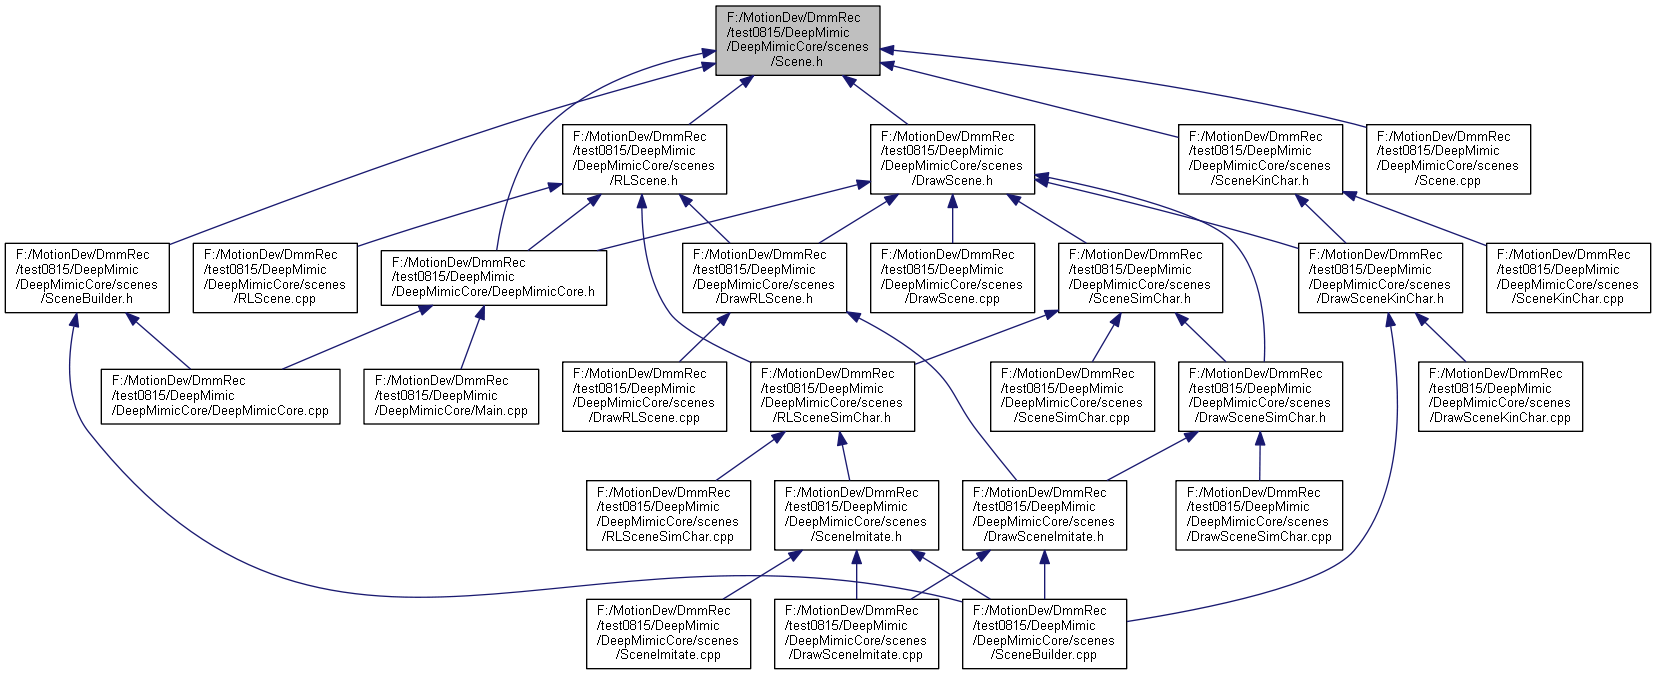 F:/MotionDev/DmmRec
/test0815/DeepMimic
/DeepMimicCore/scenes
/Scene.h
F:/MotionDev/DmmRec
/test0815/DeepMimic
/DeepMimicCore/scenes
/RLScene.h
F:/MotionDev/DmmRec
/test0815/DeepMimic
/DeepMimicCore/scenes
/DrawScene.h
F:/MotionDev/DmmRec
/test0815/DeepMimic
/DeepMimicCore/scenes
/SceneKinChar.h
F:/MotionDev/DmmRec
/test0815/DeepMimic
/DeepMimicCore/scenes
/Scene.cpp
F:/MotionDev/DmmRec
/test0815/DeepMimic
/DeepMimicCore/scenes
/SceneBuilder.h
F:/MotionDev/DmmRec
/test0815/DeepMimic
/DeepMimicCore/scenes
/RLScene.cpp
F:/MotionDev/DmmRec
/test0815/DeepMimic
/DeepMimicCore/DeepMimicCore.h
F:/MotionDev/DmmRec
/test0815/DeepMimic
/DeepMimicCore/scenes
/DrawRLScene.h
F:/MotionDev/DmmRec
/test0815/DeepMimic
/DeepMimicCore/scenes
/DrawScene.cpp
F:/MotionDev/DmmRec
/test0815/DeepMimic
/DeepMimicCore/scenes
/SceneSimChar.h
F:/MotionDev/DmmRec
/test0815/DeepMimic
/DeepMimicCore/scenes
/DrawSceneKinChar.h
F:/MotionDev/DmmRec
/test0815/DeepMimic
/DeepMimicCore/scenes
/SceneKinChar.cpp
F:/MotionDev/DmmRec
/test0815/DeepMimic
/DeepMimicCore/DeepMimicCore.cpp
F:/MotionDev/DmmRec
/test0815/DeepMimic
/DeepMimicCore/Main.cpp
F:/MotionDev/DmmRec
/test0815/DeepMimic
/DeepMimicCore/scenes
/DrawRLScene.cpp
F:/MotionDev/DmmRec
/test0815/DeepMimic
/DeepMimicCore/scenes
/RLSceneSimChar.h
F:/MotionDev/DmmRec
/test0815/DeepMimic
/DeepMimicCore/scenes
/SceneSimChar.cpp
F:/MotionDev/DmmRec
/test0815/DeepMimic
/DeepMimicCore/scenes
/DrawSceneSimChar.h
F:/MotionDev/DmmRec
/test0815/DeepMimic
/DeepMimicCore/scenes
/DrawSceneKinChar.cpp
F:/MotionDev/DmmRec
/test0815/DeepMimic
/DeepMimicCore/scenes
/RLSceneSimChar.cpp
F:/MotionDev/DmmRec
/test0815/DeepMimic
/DeepMimicCore/scenes
/SceneImitate.h
F:/MotionDev/DmmRec
/test0815/DeepMimic
/DeepMimicCore/scenes
/DrawSceneImitate.h
F:/MotionDev/DmmRec
/test0815/DeepMimic
/DeepMimicCore/scenes
/DrawSceneSimChar.cpp
F:/MotionDev/DmmRec
/test0815/DeepMimic
/DeepMimicCore/scenes
/SceneImitate.cpp
F:/MotionDev/DmmRec
/test0815/DeepMimic
/DeepMimicCore/scenes
/DrawSceneImitate.cpp
F:/MotionDev/DmmRec
/test0815/DeepMimic
/DeepMimicCore/scenes
/SceneBuilder.cpp